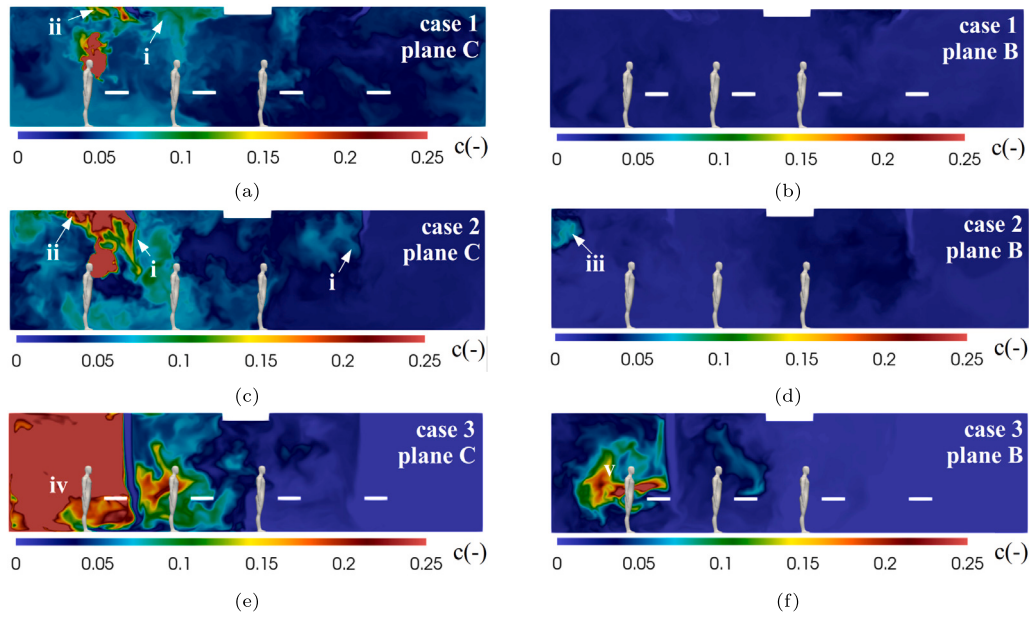 ii
i
case 1
plane C
0 0.05 0.1 0.15 0.2 0.25 c(-)
(a)
case 1
plane B
0 0.05 0.1 0.15 0.2 0.25 c(-)
(b)
ii
i
i
case 2
plane C
0 0.05 0.1 0.15 0.2 0.25 c(-)
(c)
iii
case 2
plane B
0 0.05 0.1 0.15 0.2 0.25 c(-)
(d)
iv
case 3
plane C
0 0.05 0.1 0.15 0.2 0.25 c(-)
(e)
v
case 3
plane B
0 0.05 0.1 0.15 0.2 0.25 c(-)
(f)